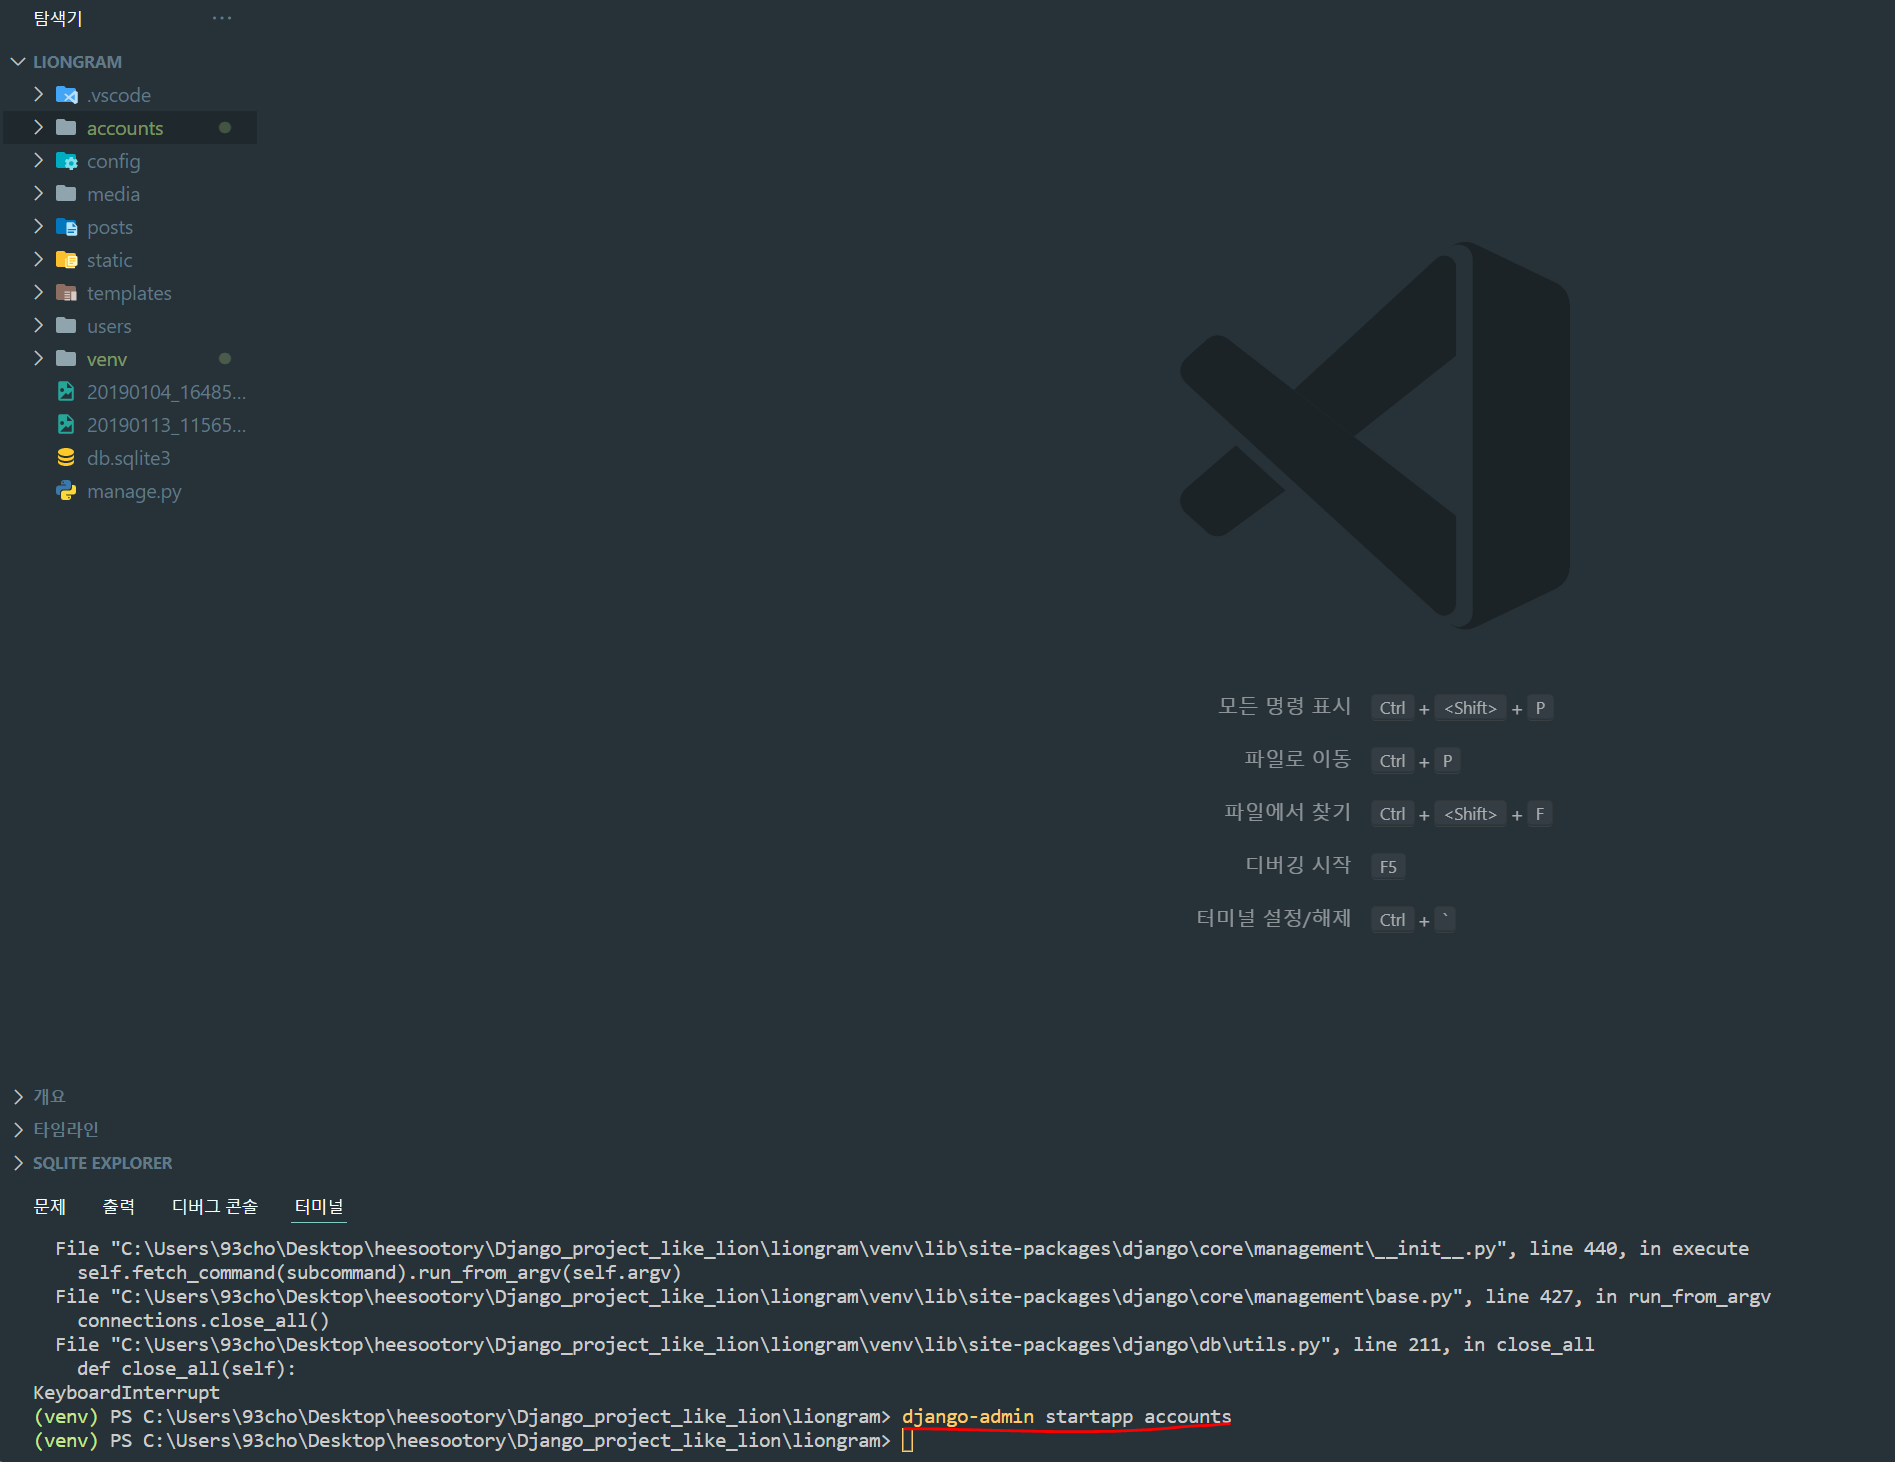 탐색기 ···
LIONGRAM
.vscode
accounts
config
media
posts
static
templates
users
venv
20190104_16485...
20190113_11565...
db.sqlite3
manage.py
모든 명령 표시 Ctrl + <Shift> + P
파일로 이동 Ctrl + P
파일에서 찾기 Ctrl + <Shift> + F
디버깅 시작 F5
터미널 설정/해제 Ctrl + `
개요
타임라인
SQLITE EXPLORER
문제 출력 디버그 콘솔 터미널
File "C:\Users\93cho\Desktop\heesootory\Django_project_like_lion\liongram\venv\lib\site-packages\django\core\management\__init__.py", line 440, in execute
self.fetch_command(subcommand).run_from_argv(self.argv)
File "C:\Users\93cho\Desktop\heesootory\Django_project_like_lion\liongram\venv\lib\site-packages\django\core\management\base.py", line 427, in run_from_argv
connections.close_all()
File "C:\Users\93cho\Desktop\heesootory\Django_project_like_lion\liongram\venv\lib\site-packages\django\db\utils.py", line 211, in close_all
def close_all(self):
KeyboardInterrupt
(venv) PS C:\Users\93cho\Desktop\heesootory\Django_project_like_lion\liongram> django-admin startapp accounts
(venv) PS C:\Users\93cho\Desktop\heesootory\Django_project_like_lion\liongram>